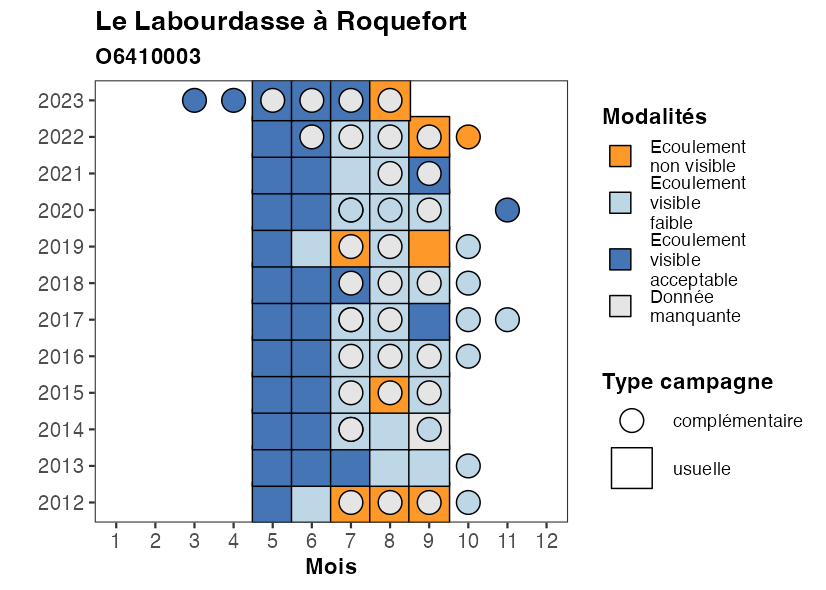 Le Labourdasse à Roquefort
O6410003
2023
2022
2021
2020
2019
2018
2017
2016
2015
2014
2013
2012
1 2 3 4 5 6 7 8 9 10 11 12
Mois
Modalités
Ecoulement
non visible
Ecoulement
visible
faible
Ecoulement
visible
acceptable
Donnée
manquante
Type campagne
complémentaire
usuelle